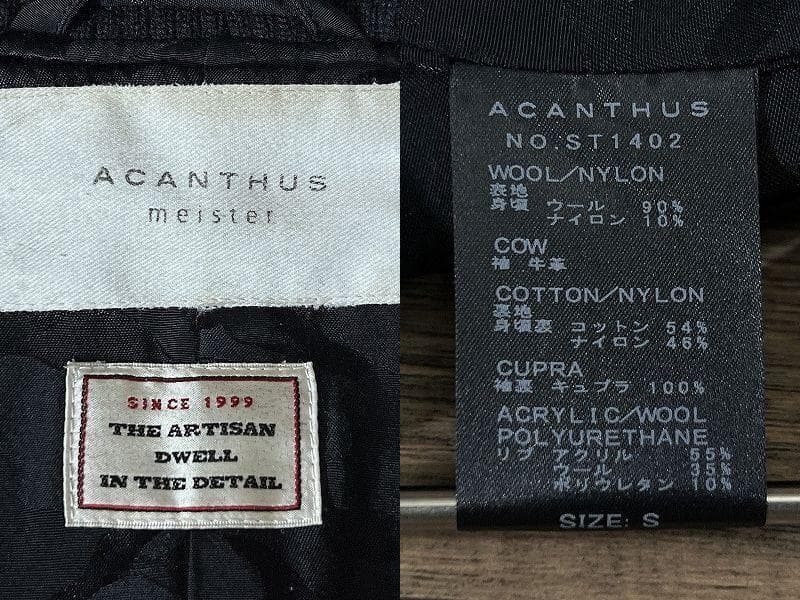 ACANTHUS
meister
SINCE 1999
THE ARTISAN
DWELL
IN THE DETAIL
ACANTHUS
NO.ST1402
WOOL/NYLON
表地
身頃 ウール 90%
ナイロン 10%
COW
袖 牛革
COTTON/NYLON
裏地
身頃裏 コットン 54%
ナイロン 46%
CUPRA
袖裏 キュプラ 100%
ACRYLIC/WOOL
POLYURETHANE
リブ アクリル 55%
ウール 35%
ポリウレタン 10%
SIZE: S